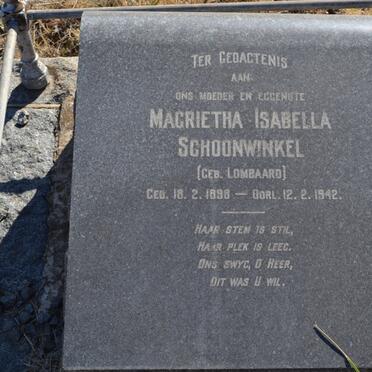 TER GEDACTENIS
AAN
ONS MOEDER EN EGGENOTE
MAGRIETHA ISABELLA
SCHOONWINKEL
(GEB. LOMBAARD)
GEB. 18. 2. 1898 — OORL. 12. 2. 1942.
HAAR STEM IS STIL,
HAAR PLEK IS LEEG.
ONS SWYG, O HEER,
DIT WAS U WIL.